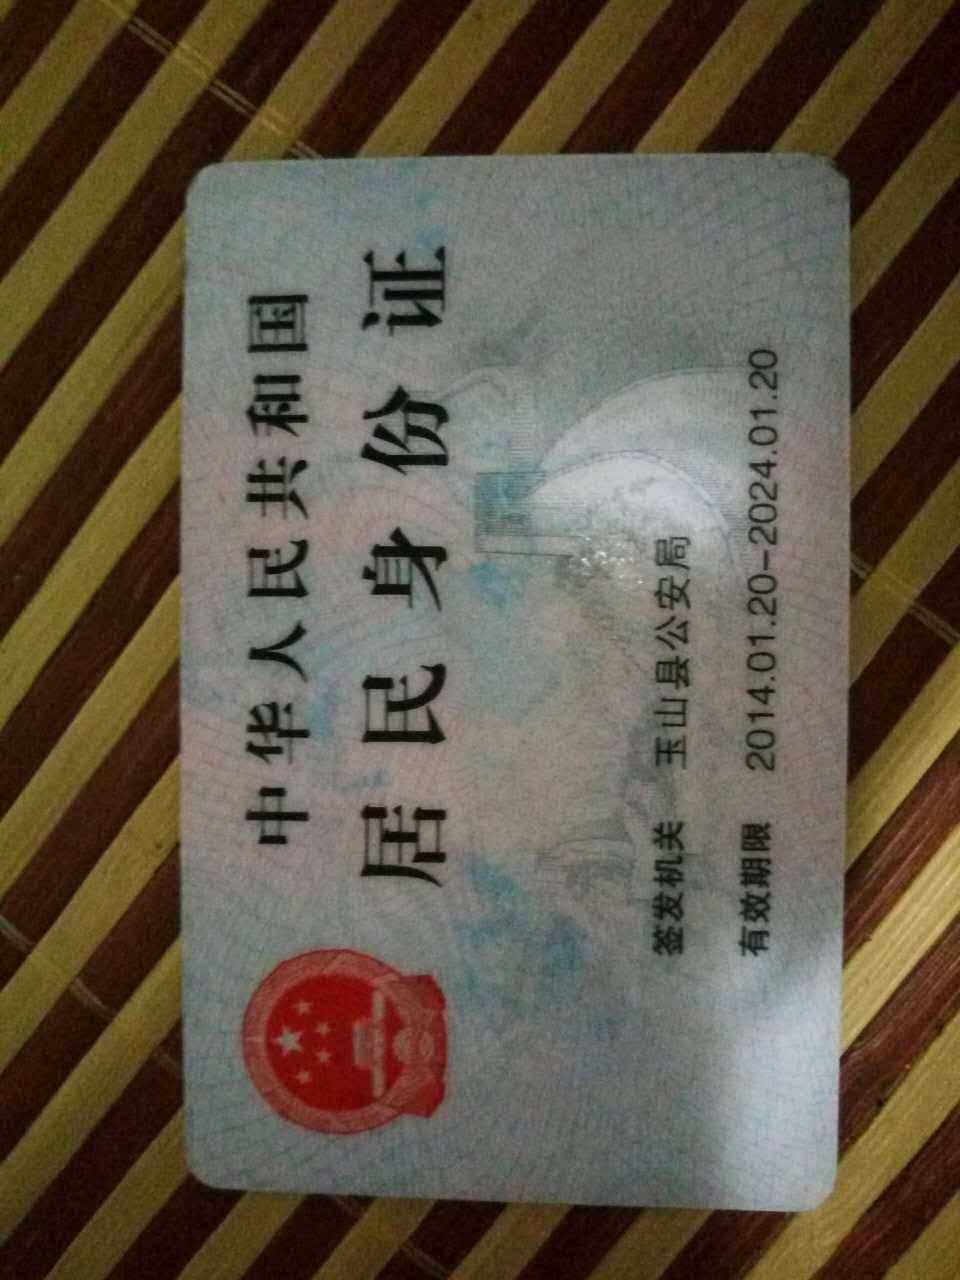 中华人民共和国
居民身份证
签发机关 玉山县公安局
有效期限 2014.01.20-2024.01.20